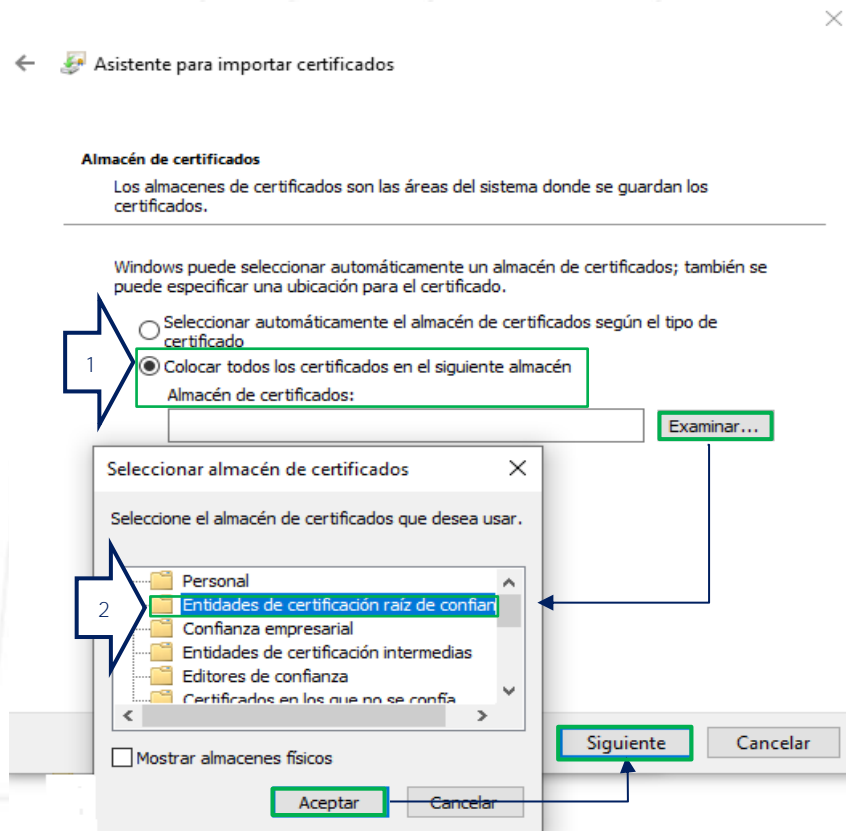 Asistente para importar certificados
Almacén de certificados
Los almacenes de certificados son las áreas del sistema donde se guardan los
certificados.
Windows puede seleccionar automáticamente un almacén de certificados; también se
puede especificar una ubicación para el certificado.
Seleccionar automáticamente el almacén de certificados según el tipo de
certificado
1
Colocar todos los certificados en el siguiente almacén
Almacén de certificados:
Examinar...
Seleccionar almacén de certificados
Seleccione el almacén de certificados que desea usar.
Personal
2
Entidades de certificación raíz de confian
Confianza empresarial
Entidades de certificación intermedias
Editores de confianza
Certificados en los que no se confía
Mostrar almacenes físicos
Siguiente
Cancelar
Aceptar
Cancelar